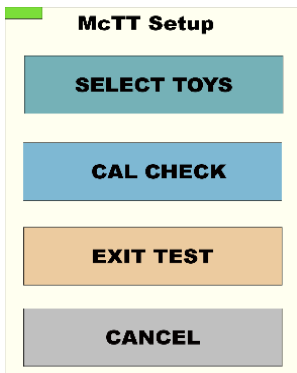 McTT Setup
SELECT TOYS
CAL CHECK
EXIT TEST
CANCEL